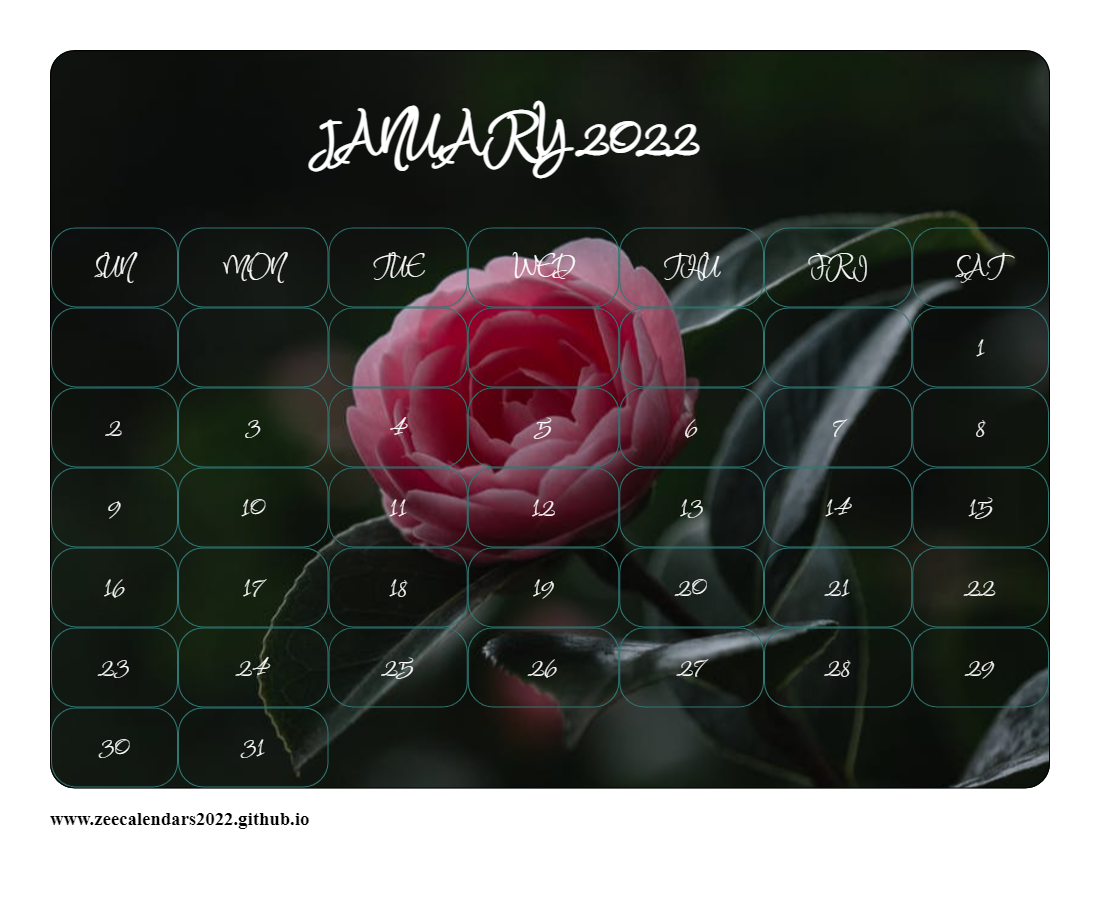 JANUARY 2022
SUN MON TUE WED THU FRI SAT
1
2 3 4 5 6 7 8
9 10 11 12 13 14 15
16 17 18 19 20 21 22
23 24 25 26 27 28 29
30 31
www.zeecalendars2022.github.io